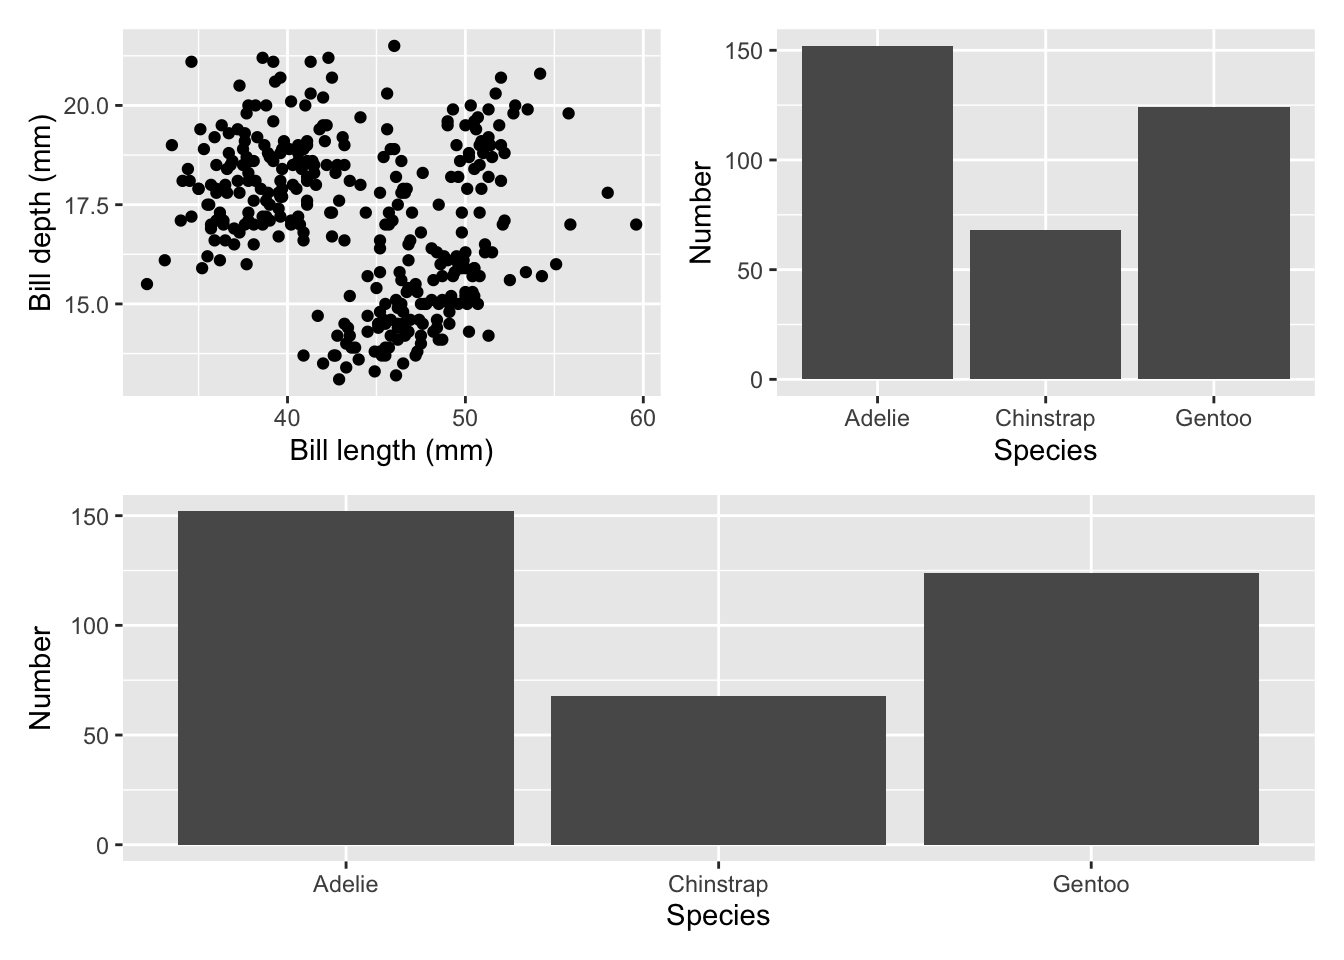 20.0
17.5
15.0
Bill depth (mm)
40 50 60
Bill length (mm)
150
100
50
0
Number
Adelie Chinstrap Gentoo
Species
150
100
50
0
Number
Adelie Chinstrap Gentoo
Species